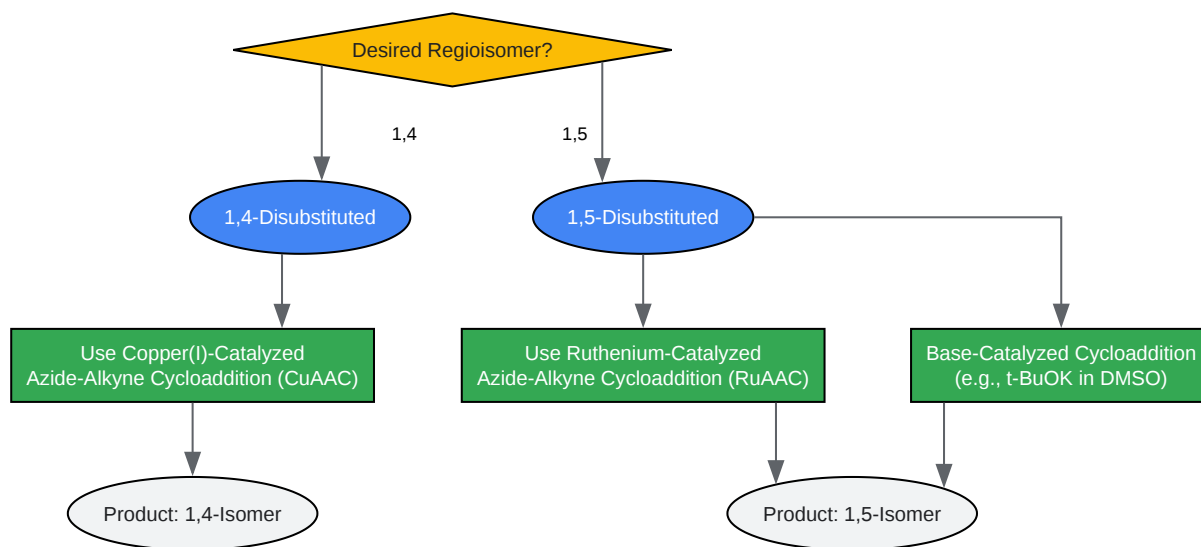 Desired Regioisomer?
1,4
1,5
1,4-Disubstituted
1,5-Disubstituted
Use Copper(I)-Catalyzed
Azide-Alkyne Cycloaddition (CuAAC)
Use Ruthenium-Catalyzed
Azide-Alkyne Cycloaddition (RuAAC)
Base-Catalyzed Cycloaddition
(e.g., t-BuOK in DMSO)
Product: 1,4-Isomer
Product: 1,5-Isomer